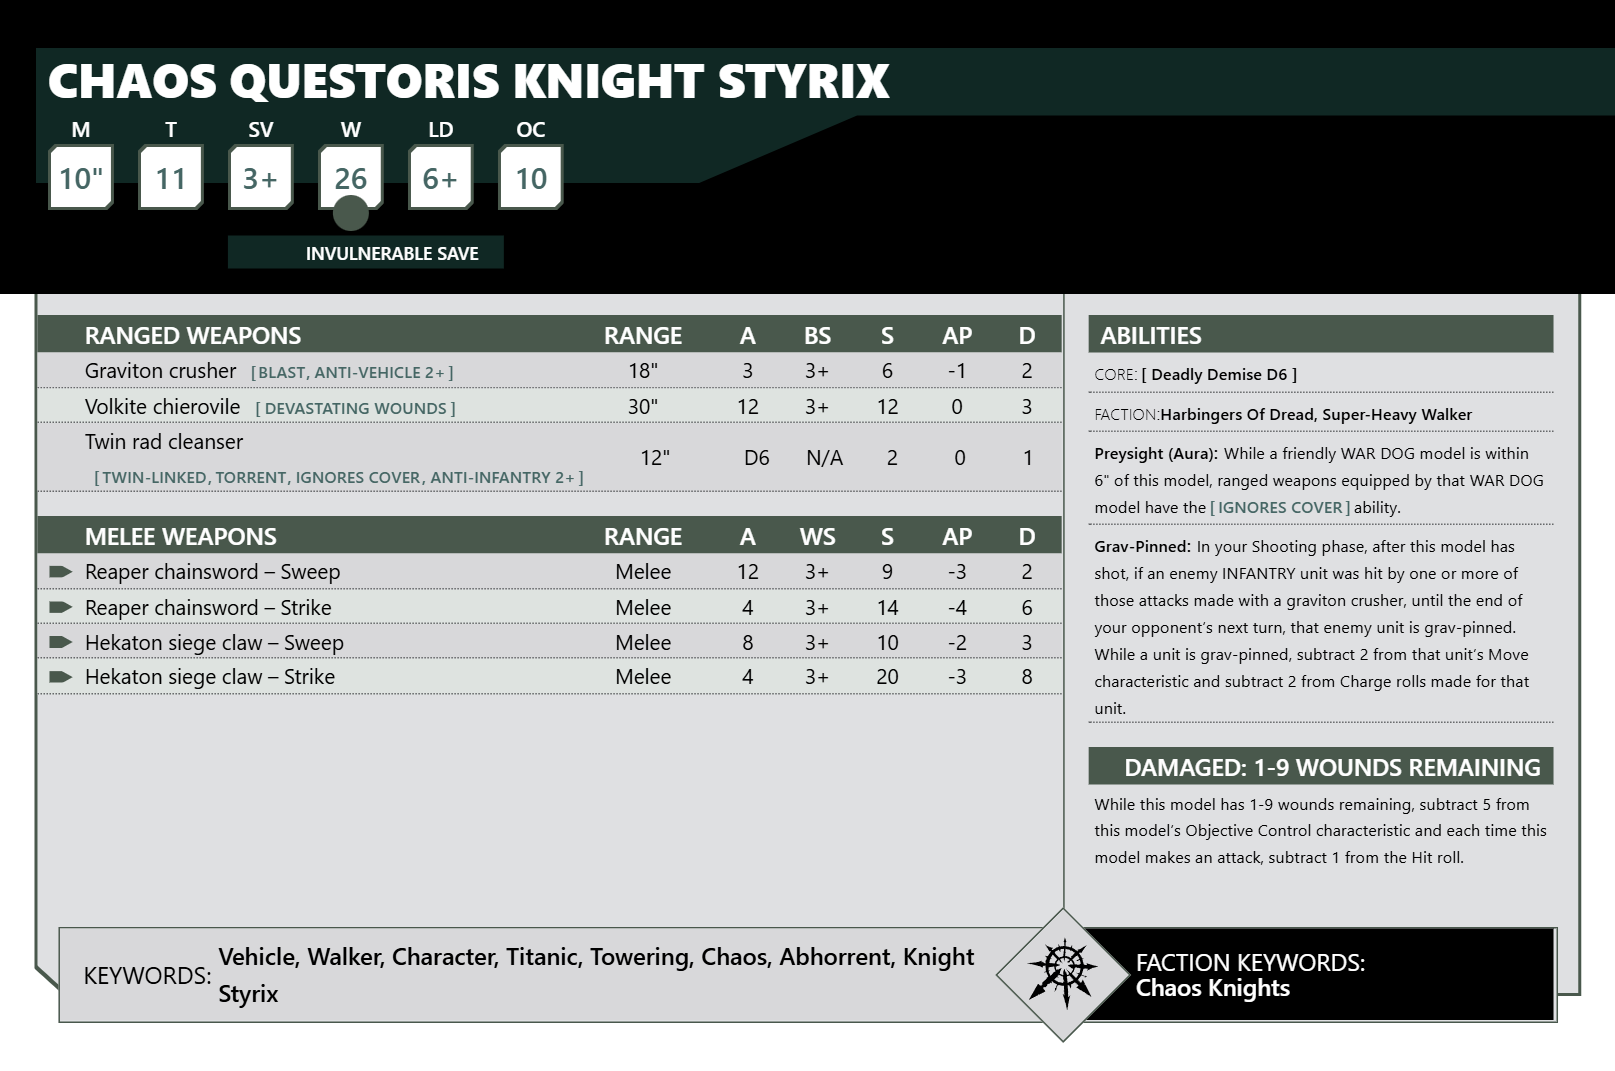 CHAOS QUESTORIS KNIGHT STYRIX
M T SV W LD OC
10" 11 3+ 26 6+ 10
INVULNERABLE SAVE
RANGED WEAPONS RANGE A BS S AP D
Graviton crusher [BLAST, ANTI-VEHICLE 2+] 18" 3 3+ 6 -1 2
Volkite chierovile [DEVASTATING WOUNDS] 30" 12 3+ 12 0 3
Twin rad cleanser
[TWIN-LINKED, TORRENT, IGNORES COVER, ANTI-INFANTRY 2+] 12" D6 N/A 2 0 1
MELEE WEAPONS RANGE A WS S AP D
Reaper chainsword – Sweep Melee 12 3+ 9 -3 2
Reaper chainsword – Strike Melee 4 3+ 14 -4 6
Hekaton siege claw – Sweep Melee 8 3+ 10 -2 3
Hekaton siege claw – Strike Melee 4 3+ 20 -3 8
ABILITIES
CORE: [ Deadly Demise D6 ]
FACTION:Harbingers Of Dread, Super-Heavy Walker
Preysight (Aura): While a friendly WAR DOG model is within
6" of this model, ranged weapons equipped by that WAR DOG
model have the [IGNORES COVER] ability.
Grav-Pinned: In your Shooting phase, after this model has
shot, if an enemy INFANTRY unit was hit by one or more of
those attacks made with a graviton crusher, until the end of
your opponent's next turn, that enemy unit is grav-pinned.
While a unit is grav-pinned, subtract 2 from that unit's Move
characteristic and subtract 2 from Charge rolls made for that
unit.
DAMAGED: 1-9 WOUNDS REMAINING
While this model has 1-9 wounds remaining, subtract 5 from
this model's Objective Control characteristic and each time this
model makes an attack, subtract 1 from the Hit roll.
KEYWORDS: Vehicle, Walker, Character, Titanic, Towering, Chaos, Abhorrent, Knight
Styrix
FACTION KEYWORDS:
Chaos Knights